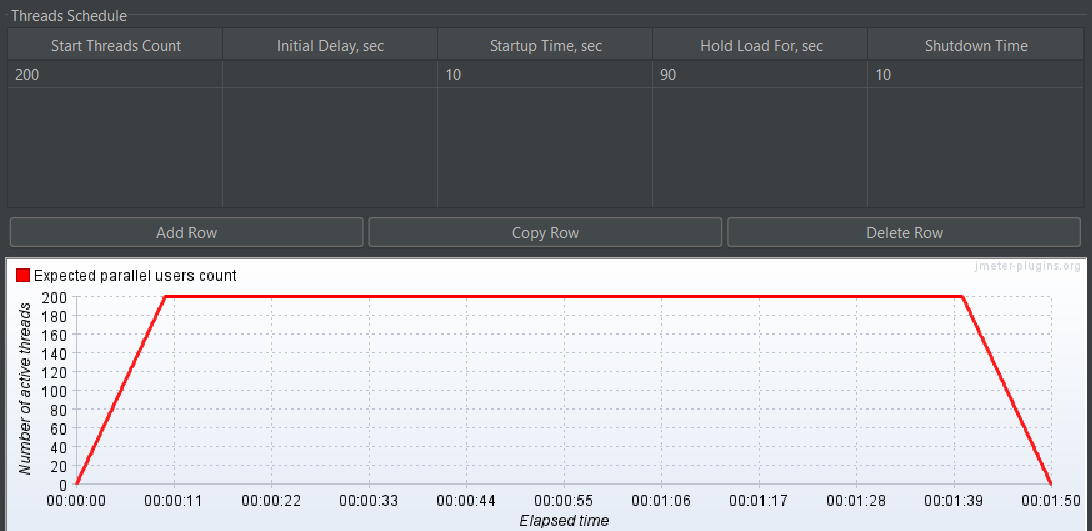 Threads Schedule
Start Threads Count Initial Delay, sec Startup Time, sec Hold Load For, sec Shutdown Time
200 10 90 10
Add Row Copy Row Delete Row
jmeter-plugins.org
Expected parallel users count
200
180
160
140
120
100
80
60
40
20
0
Number of active threads
00:00:00 00:00:11 00:00:22 00:00:33 00:00:44 00:00:55 00:01:06 00:01:17 00:01:28 00:01:39 00:01:50
Elapsed time